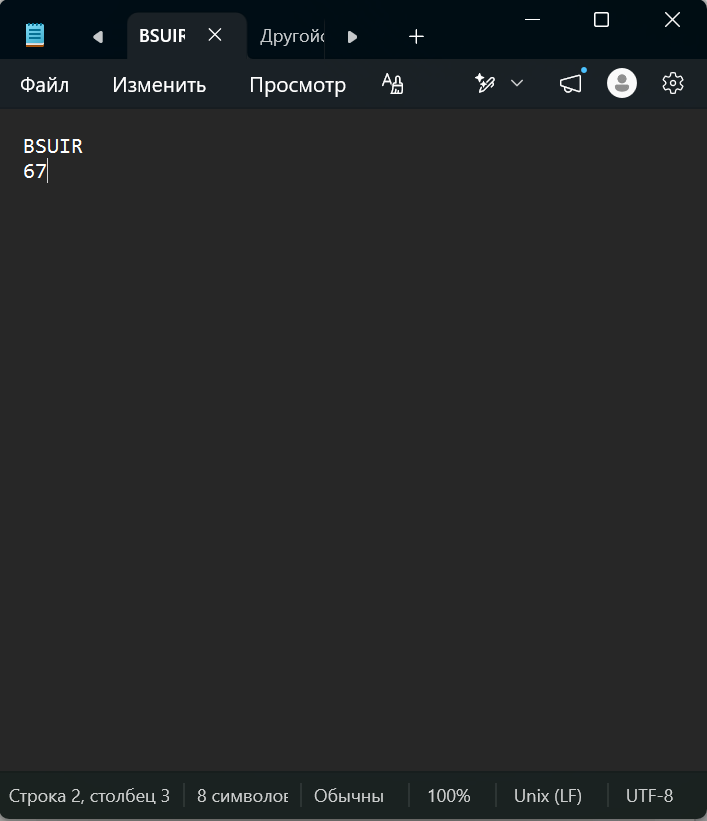 BSUIR
Другой
Файл Изменить Просмотр
BSUIR
67
Строка 2, столбец 3
8 символов
Обычны
100%
Unix (LF)
UTF-8